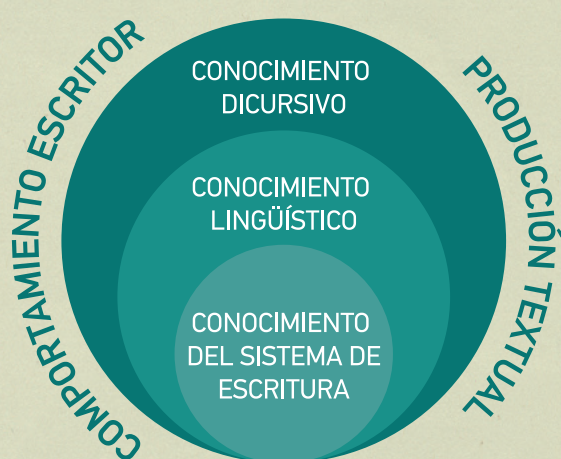 COMPORTAMIENTO ESCRITOR
CONOCIMIENTO
DICURSIVO
CONOCIMIENTO
LINGÜÍSTICO
CONOCIMIENTO
DEL SISTEMA DE
ESCRITURA
PRODUCCIÓN TEXTUAL